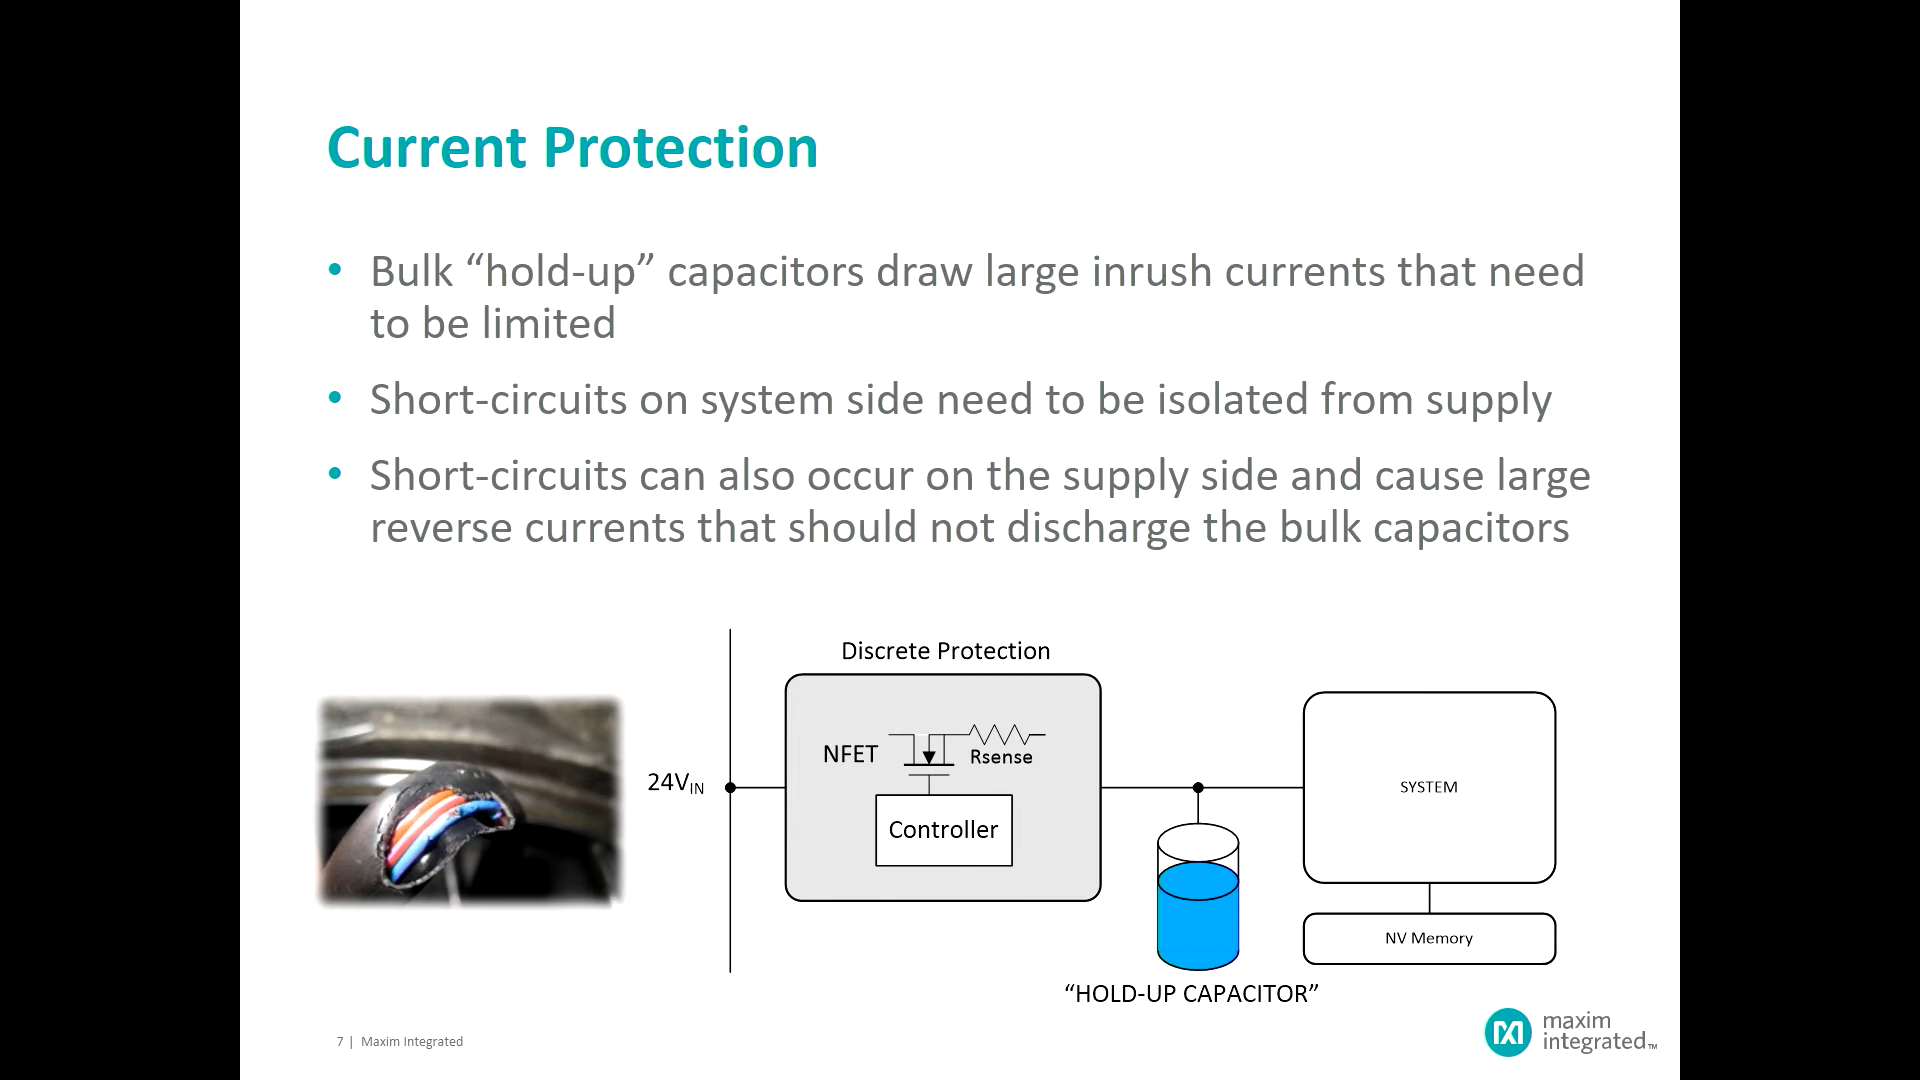 Current Protection
• Bulk “hold-up” capacitors draw large inrush currents that need
to be limited
• Short-circuits on system side need to be isolated from supply
• Short-circuits can also occur on the supply side and cause large
reverse currents that should not discharge the bulk capacitors
Discrete Protection
NFET
Rsense
24VIN
Controller
SYSTEM
NV Memory
“HOLD-UP CAPACITOR”
7 | Maxim Integrated
maxim
integrated™